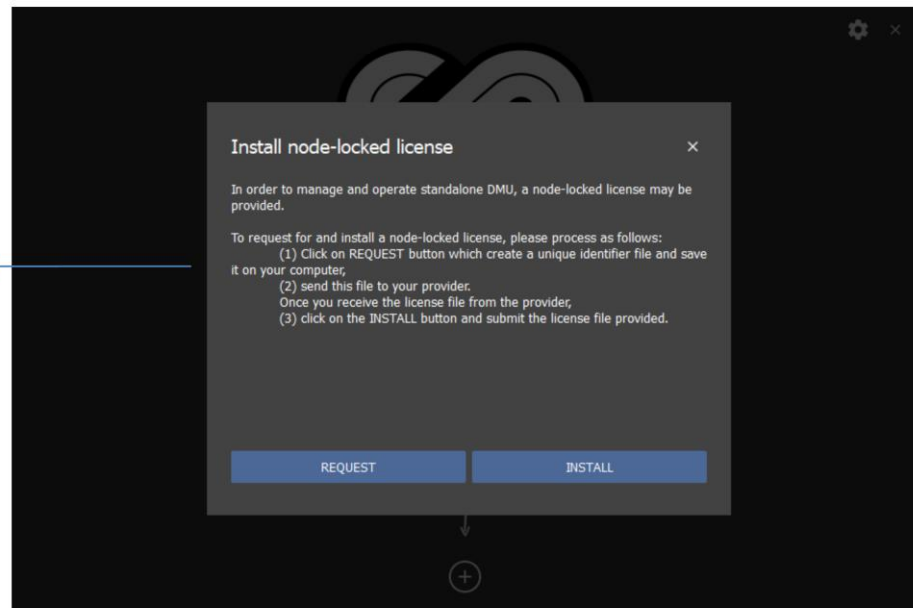 Install node-locked license
In order to manage and operate standalone DMU, a node-locked license may be
provided.
To request for and install a node-locked license, please process as follows:
(1) Click on REQUEST button which create a unique identifier file and save
it on your computer,
(2) send this file to your provider.
Once you receive the license file from the provider,
(3) click on the INSTALL button and submit the license file provided.
REQUEST
INSTALL